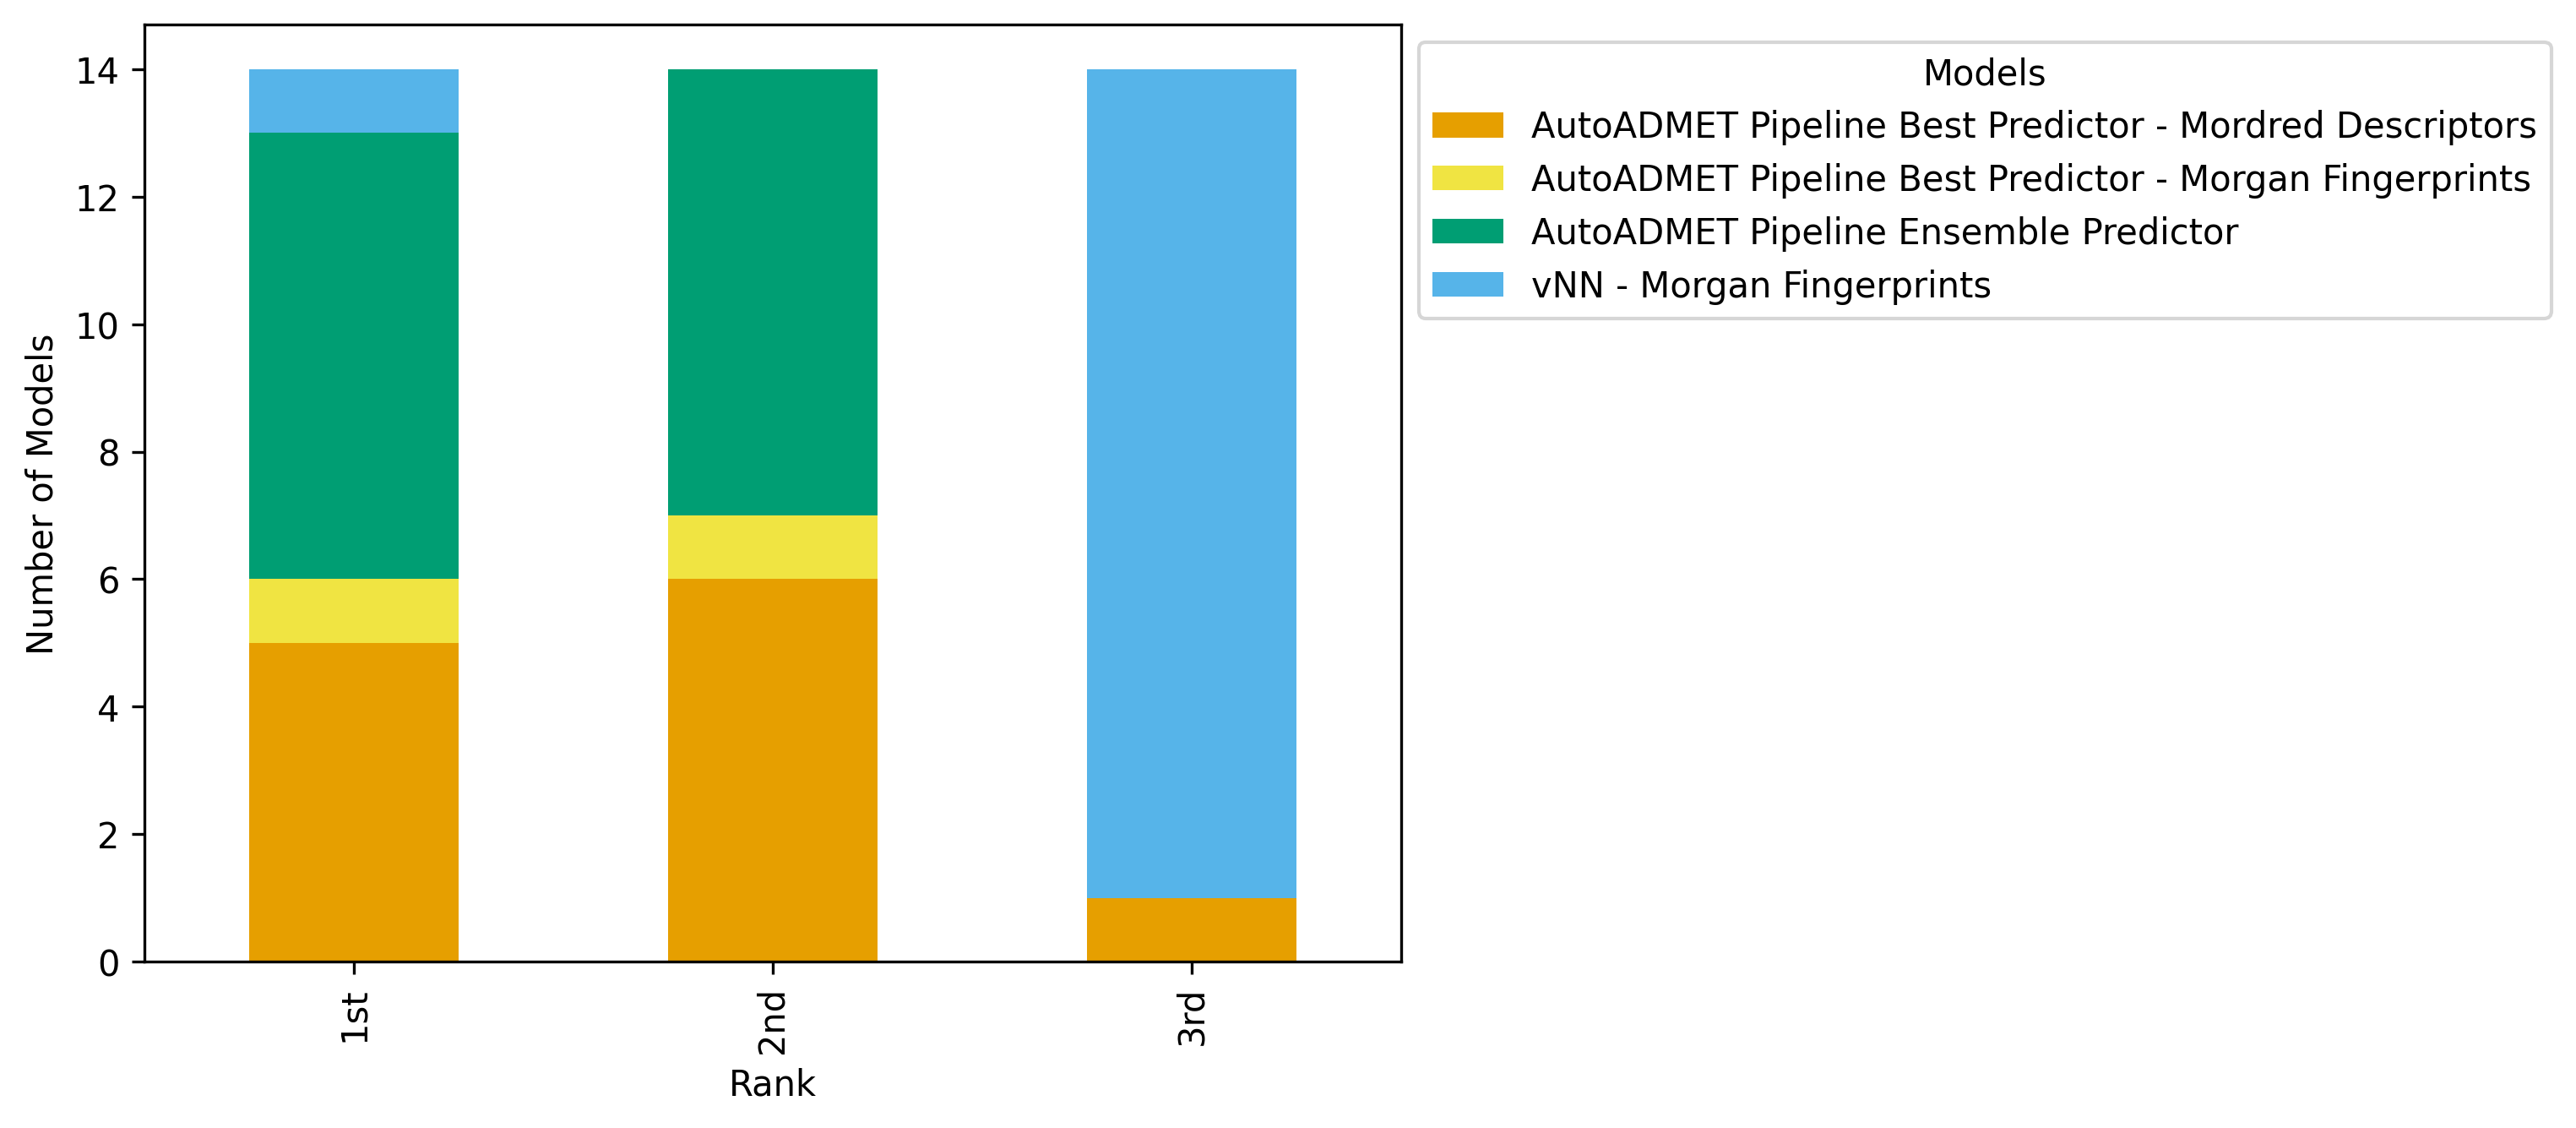 14
12
10
8
6
4
2
0
Number of Models
1st
2nd
3rd
Rank
Models
AutoADMET Pipeline Best Predictor - Mordred Descriptors
AutoADMET Pipeline Best Predictor - Morgan Fingerprints
AutoADMET Pipeline Ensemble Predictor
vNN - Morgan Fingerprints